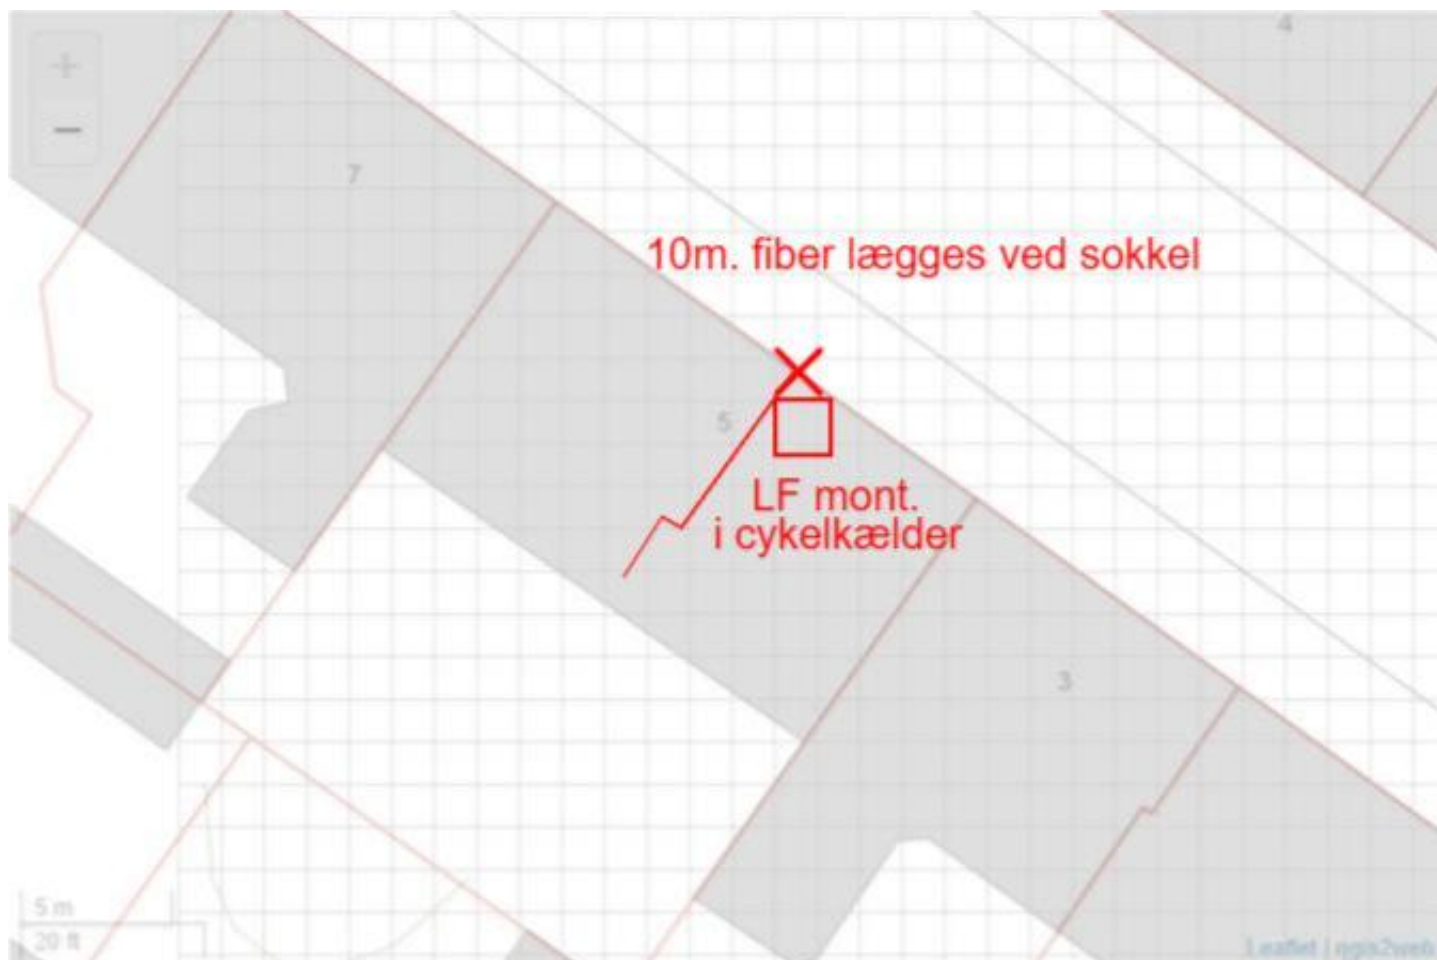 4
+
−
7
10m. fiber lægges ved sokkel
5
LF mont.
i cykelkælder
3
5 m
20 ft
Leaflet | qgis2web